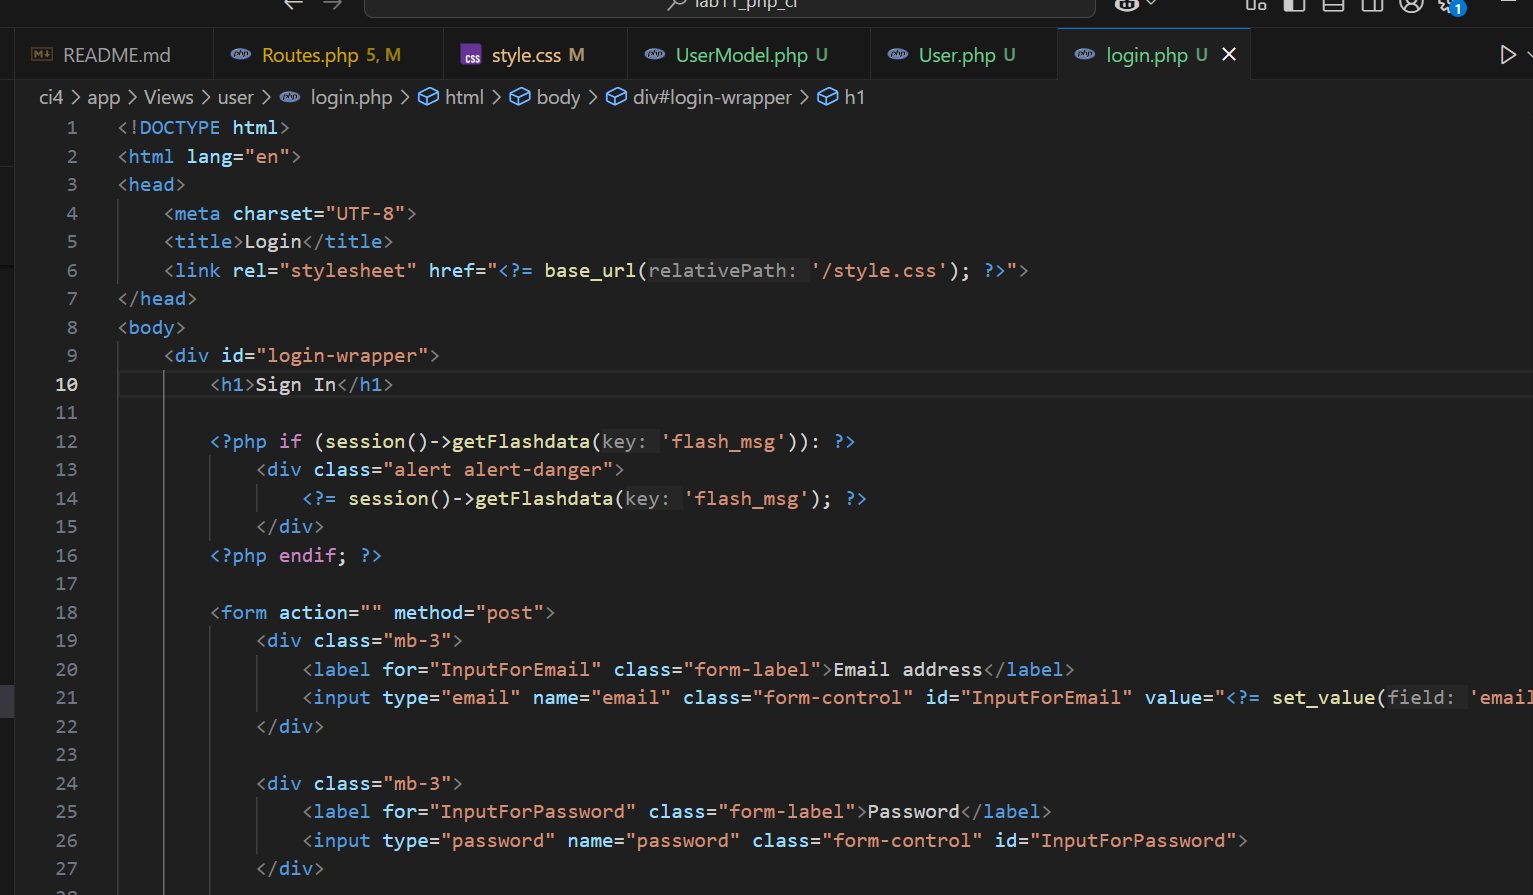 lab11_php_ci
1
README.md
Routes.php 5, M
style.css M
UserModel.php U
User.php U
login.php U
ci4 > app > Views > user > login.php > html > body > div#login-wrapper > h1
1 <!DOCTYPE html>
2 <html lang="en">
3 <head>
4 <meta charset="UTF-8">
5 <title>Login</title>
6 <link rel="stylesheet" href="<?= base_url(relativePath: '/style.css'); ?>">
7 </head>
8 <body>
9 <div id="login-wrapper">
10 <h1>Sign In</h1>
11
12 <?php if (session()->getFlashdata(key: 'flash_msg')): ?>
13 <div class="alert alert-danger">
14 <?= session()->getFlashdata(key: 'flash_msg'); ?>
15 </div>
16 <?php endif; ?>
17
18 <form action="" method="post">
19 <div class="mb-3">
20 <label for="InputForEmail" class="form-label">Email address</label>
21 <input type="email" name="email" class="form-control" id="InputForEmail" value="<?= set_value(field: 'email
22 </div>
23
24 <div class="mb-3">
25 <label for="InputForPassword" class="form-label">Password</label>
26 <input type="password" name="password" class="form-control" id="InputForPassword">
27 </div>